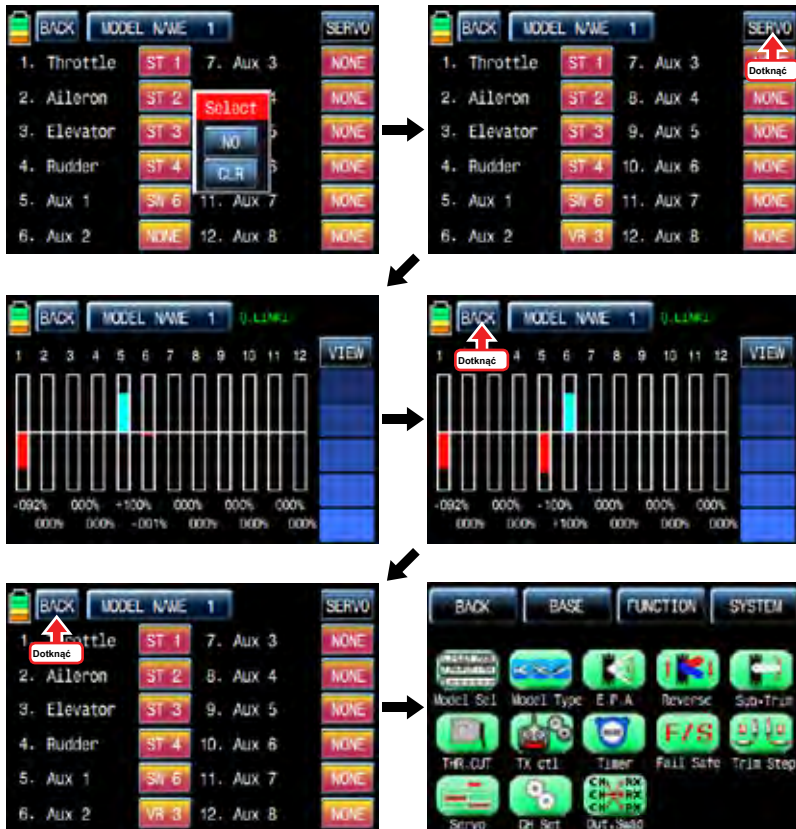 BACK MODEL NAME 1 SERVO
1. Throttle ST 1 7. Aux 3 NONE
2. Aileron ST 2 4 NONE
3. Elevator ST 3 5 NONE
4. Rudder ST 4 6 NONE
5. Aux 1 SW 6 11. Aux 7 NONE
6. Aux 2 NONE 12. Aux 8 NONE
Select
NO
CLR
BACK MODEL NAME 1 SERVO
Dotknąć
1. Throttle ST 1 7. Aux 3
2. Aileron ST 2 8. Aux 4 NONE
3. Elevator ST 3 9. Aux 5 NONE
4. Rudder ST 4 10. Aux 6 NONE
5. Aux 1 SW 6 11. Aux 7 NONE
6. Aux 2 VR 3 12. Aux 8 NONE
BACK MODEL NAME 1
1 2 3 4 5 6 7 8 9 10 11 12 VIEW
-092% 000% +100% 000% 000% 000%
000% 000% -001% 000% 000% 000%
BACK MODEL NAME 1
Dotknąć
1 4 5 6 7 8 9 10 11 12 VIEW
-092% 000% -100% 000% 000% 000%
000% 000% +100% 000% 000% 000%
BACK MODEL NAME 1 SERVO
Dotknąć
1. Throttle ST 1 7. Aux 3 NONE
2. Aileron ST 2 8. Aux 4 NONE
3. Elevator ST 3 9. Aux 5 NONE
4. Rudder ST 4 10. Aux 6 NONE
5. Aux 1 SW 6 11. Aux 7 NONE
6. Aux 2 VR 3 12. Aux 8 NONE
BACK BASE FUNCTION SYSTEM
Model Sel Model Type E.P.A Reverse Sub-Trim
F/S
THR.CUT TX ctl Timer Fail Safe Trim Step
CH RX
CH RX
CH RX
Servo CH Set Out.Swap